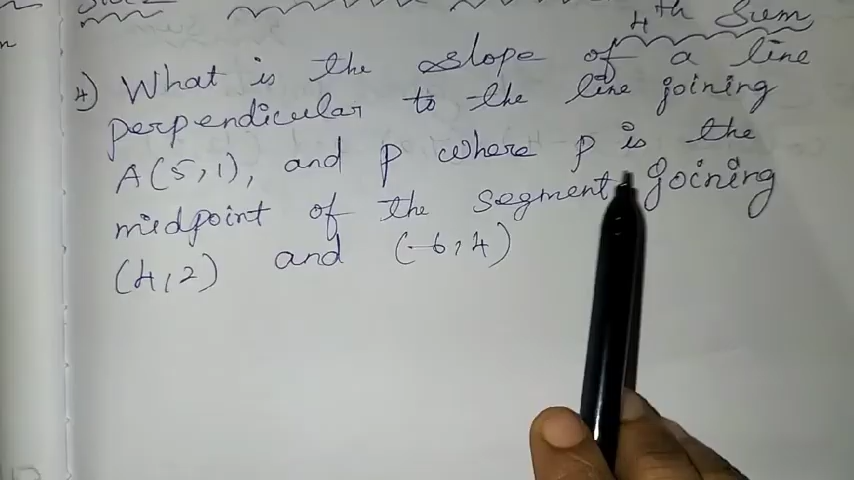 4th Sum
4) What is the slope of a line
perpendicular to the line joining
A(5,1), and P where P is the
midpoint of the segment joining
(4,2) and (-6,4)